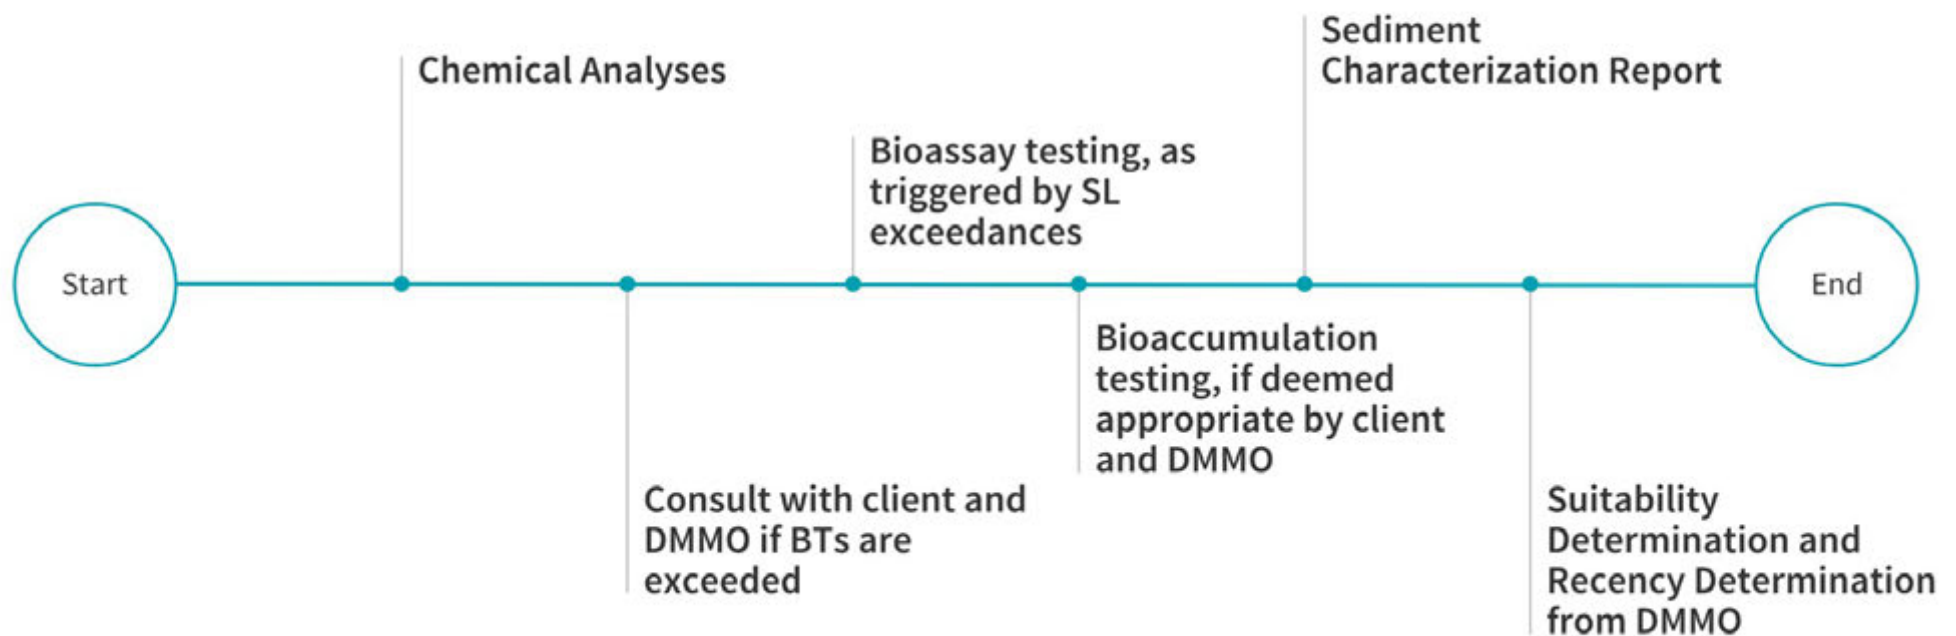 Start
Chemical Analyses
Consult with client and
DMMO if BTs are
exceeded
Bioassay testing, as
triggered by SL
exceedances
Bioaccumulation
testing, if deemed
appropriate by client
and DMMO
Sediment
Characterization Report
Suitability
Determination and
Recency Determination
from DMMO
End